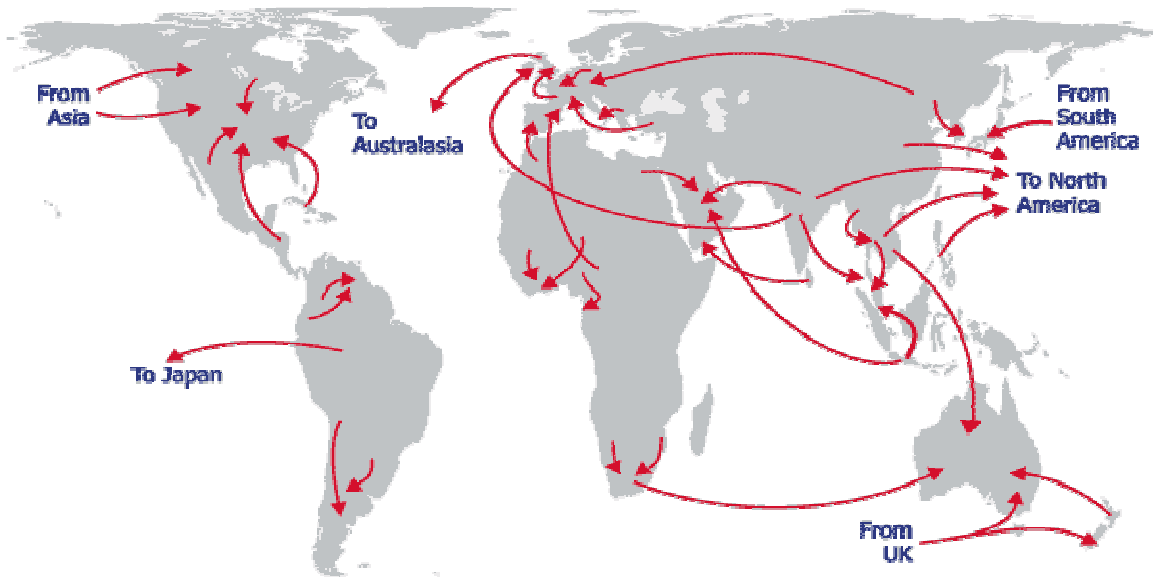 From
Asia
To
Australasia
From
South
America
To North
America
To Japan
From
UK